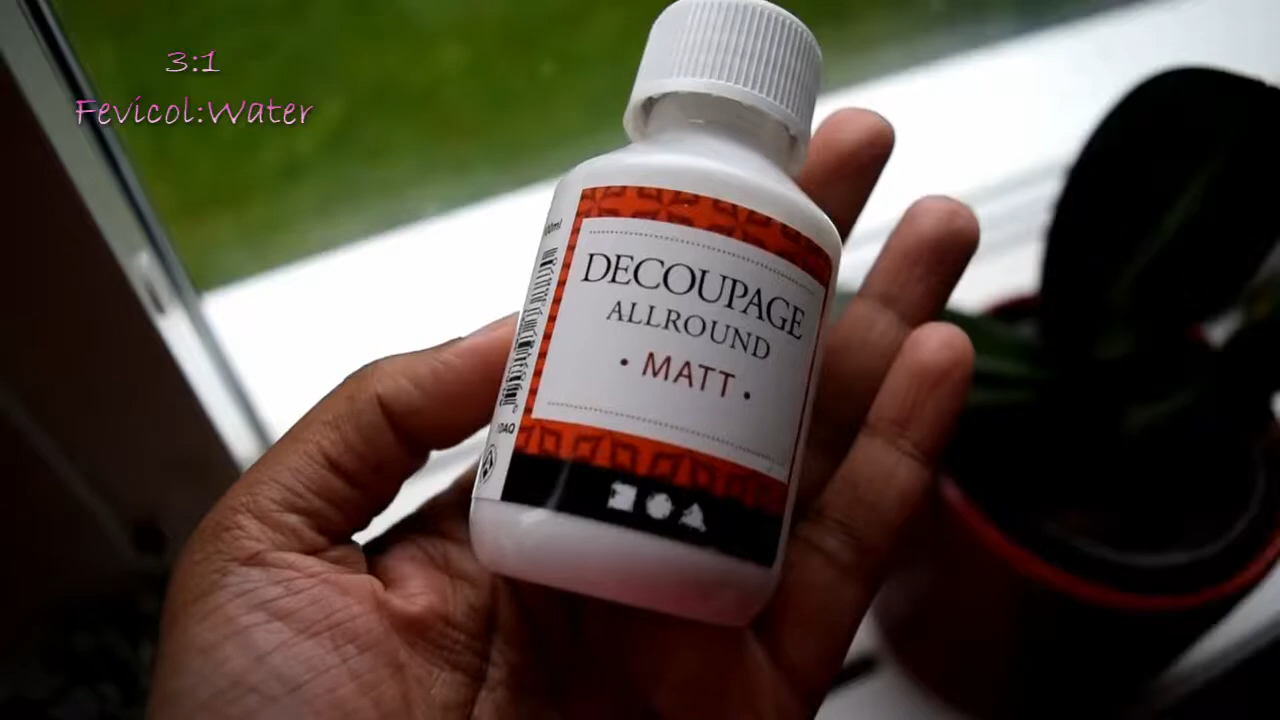 3:1
Fevicol:Water
DECOUPAGE
ALLROUND
• MATT •